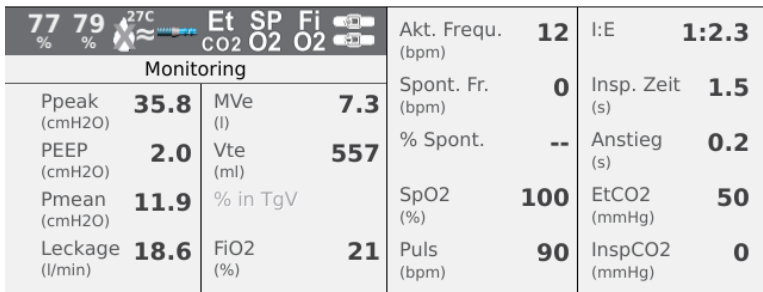 77 % 79 % 27C Et CO2 SP O2 Fi O2
Monitoring
Ppeak (cmH2O) 35.8
PEEP (cmH2O) 2.0
Pmean (cmH2O) 11.9
Leckage (l/min) 18.6
MVe (l) 7.3
Vte (ml) 557
% in TgV
FiO2 (%) 21
Akt. Frequ. (bpm) 12
Spont. Fr. (bpm) 0
% Spont. --
SpO2 (%) 100
Puls (bpm) 90
I:E 1:2.3
Insp. Zeit (s) 1.5
Anstieg (s) 0.2
EtCO2 (mmHg) 50
InspCO2 (mmHg) 0